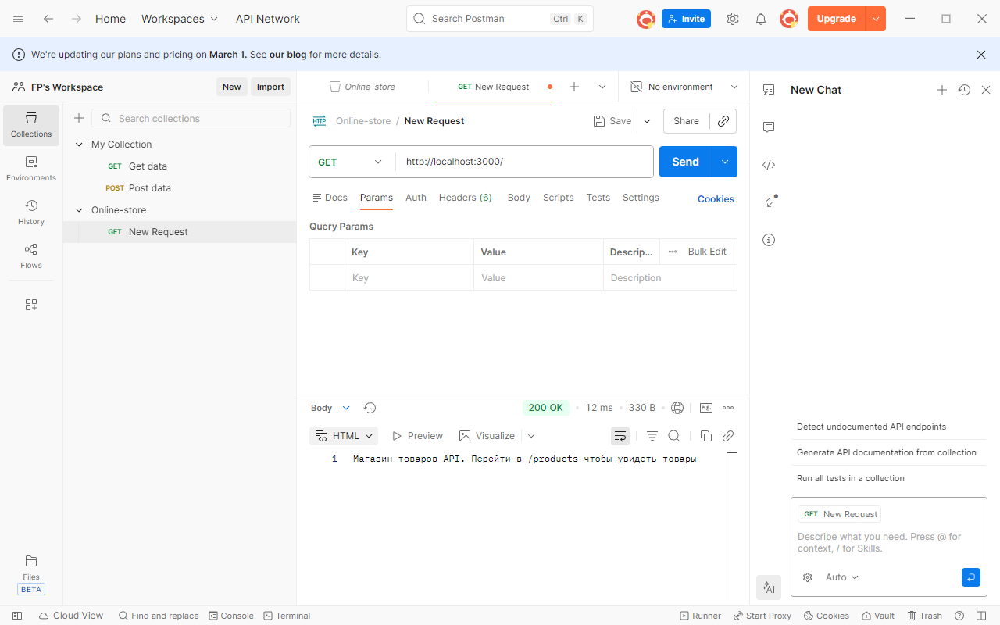 Home Workspaces API Network Search Postman Ctrl K Invite Upgrade
We're updating our plans and pricing on March 1. See our blog for more details.
FP's Workspace New Import Online-store GET New Request No environment New Chat
Collections Search collections HTTP Online-store / New Request Save Share
My Collection
GET Get data GET http://localhost:3000/ Send
Environments
POST Post data
Online-store Docs Params Auth Headers (6) Body Scripts Tests Settings Cookies
History GET New Request Query Params
Key Value Descrip... Bulk Edit
Flows Key Value Description
Body 200 OK 12 ms 330 B e.g.
Detect undocumented API endpoints
HTML Preview Visualize
Generate API documentation from collection
1 Магазин товаров API. Перейти в /products чтобы увидеть товары
Run all tests in a collection
GET New Request
Describe what you need. Press @ for
context, / for Skills.
Files Auto
BETA AI
Cloud View Find and replace Console Terminal Runner Start Proxy Cookies Vault Trash